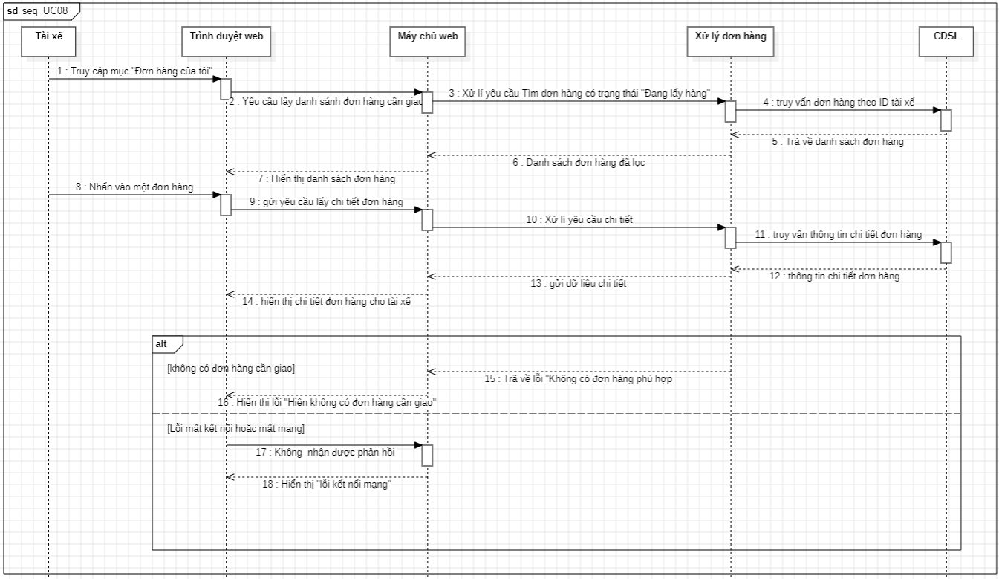 sd seq_UC08
Tài xế
Trình duyệt web
Máy chủ web
Xử lý đơn hàng
CDSL
1 : Truy cập mục "Đơn hàng của tôi"
2 : Yêu cầu lấy danh sánh đơn hàng cần giao
3 : Xử lí yêu cầu Tìm dơn hàng có trạng thái "Đang lấy hàng"
4 : truy vấn đơn hàng theo ID tài xế
5 : Trả về danh sách đơn hàng
6 : Danh sách đơn hàng đã lọc
7 : Hiển thị danh sách đơn hàng
8 : Nhấn vào một đơn hàng
9 : gửi yêu cầu lấy chi tiết đơn hàng
10 : Xử lí yêu cầu chi tiết
11 : truy vấn thông tin chi tiết đơn hàng
12 : thông tin chi tiết đơn hàng
13 : gửi dữ liệu chi tiết
14 : hiển thị chi tiết đơn hàng cho tài xế
alt
[không có đơn hàng cần giao]
15 : Trả về lỗi "Không có đơn hàng phù hợp
16 : Hiển thị lỗi "Hiện không có đơn hàng cần giao"
[Lỗi mất kết nối hoặc mất mạng]
17 : Không nhận được phản hồi
18 : Hiển thị "lỗi kết nối mạng"